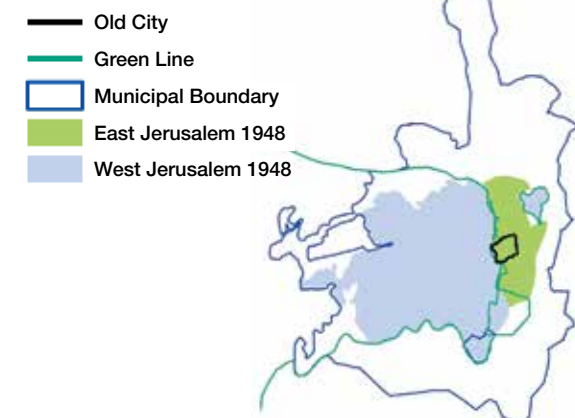 Old City
Green Line
Municipal Boundary
East Jerusalem 1948
West Jerusalem 1948